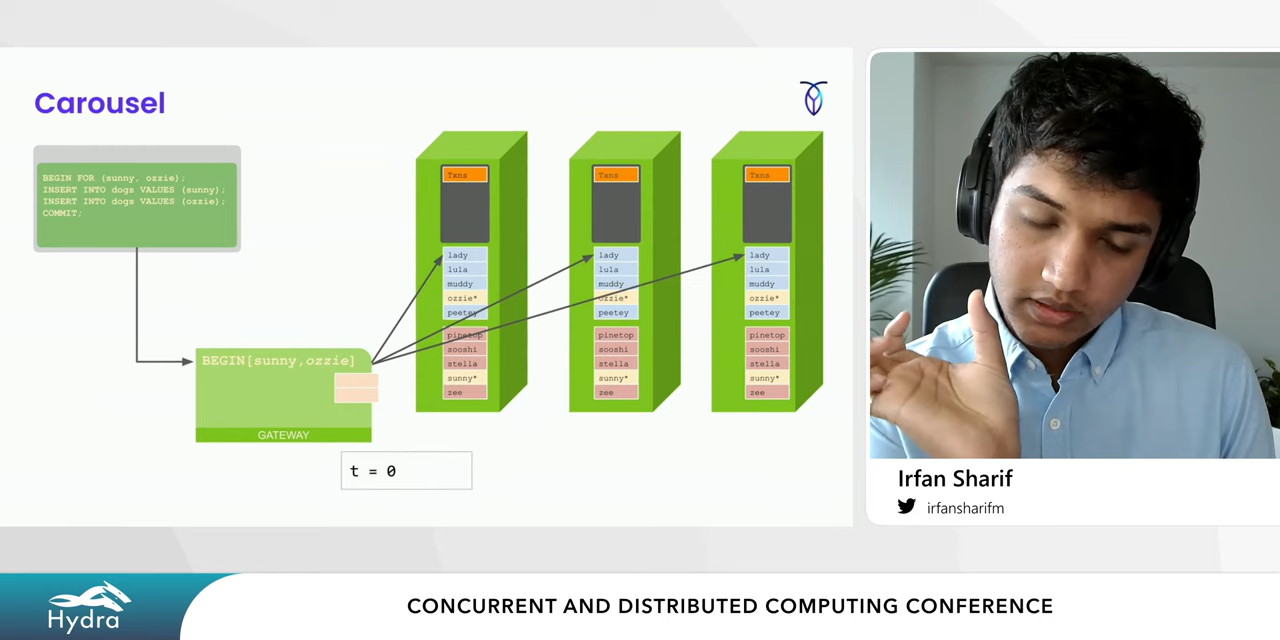 Carousel
BEGIN FOR (sunny, ozzie);
INSERT INTO dogs VALUES (sunny);
INSERT INTO dogs VALUES (ozzie);
COMMIT;
BEGIN[sunny,ozzie]
GATEWAY
t = 0
Txns
lady
lula
muddy
ozzie*
peetey
pinetop
sooshi
stella
sunny*
zee
Txns
lady
lula
muddy
ozzie*
peetey
pinetop
sooshi
stella
sunny*
zee
Txns
lady
lula
muddy
ozzie*
peetey
pinetop
sooshi
stella
sunny*
zee
Irfan Sharif
irfansharifm
Hydra
CONCURRENT AND DISTRIBUTED COMPUTING CONFERENCE